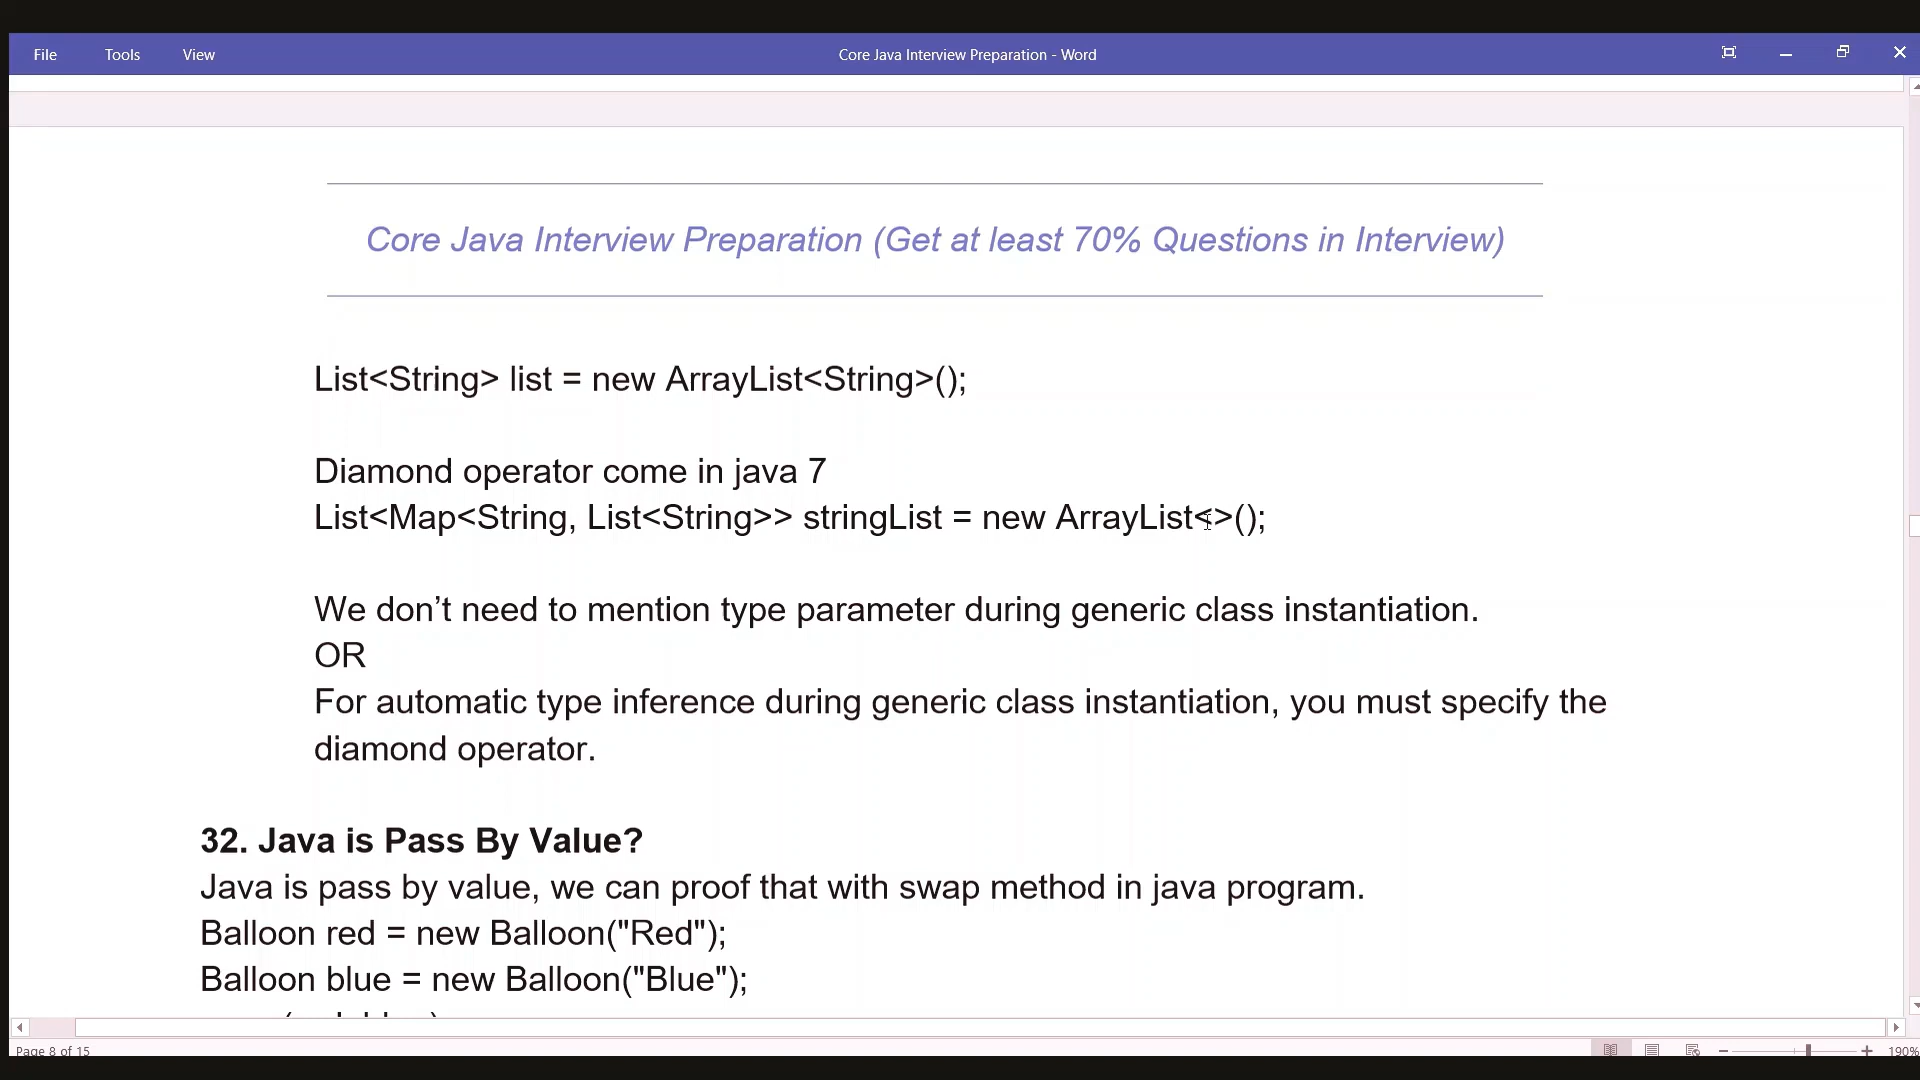 File Tools View Core Java Interview Preparation - Word
Core Java Interview Preparation (Get at least 70% Questions in Interview)
List<String> list = new ArrayList<String>();
Diamond operator come in java 7
List<Map<String, List<String>> stringList = new ArrayList<>();
We don’t need to mention type parameter during generic class instantiation.
OR
For automatic type inference during generic class instantiation, you must specify the
diamond operator.
32. Java is Pass By Value?
Java is pass by value, we can proof that with swap method in java program.
Balloon red = new Balloon("Red");
Balloon blue = new Balloon("Blue");
Page 8 of 15 190%